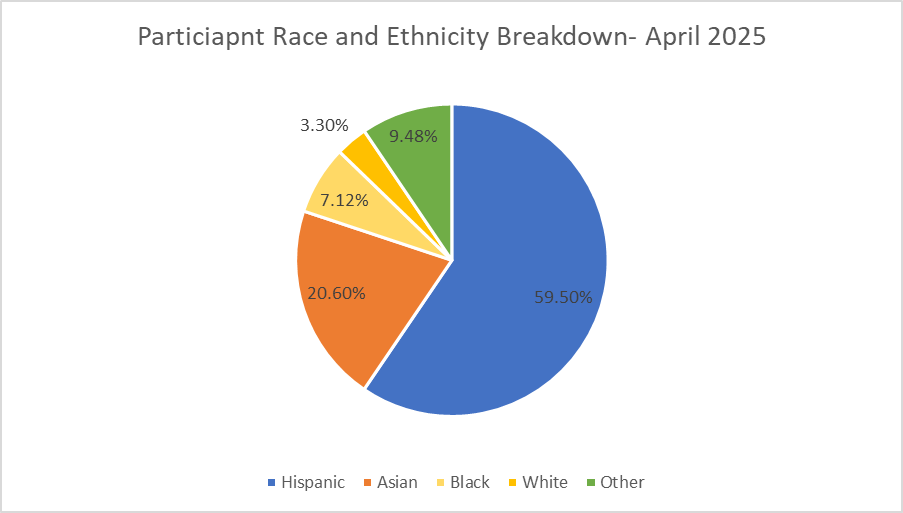 Particiapnt Race and Ethnicity Breakdown- April 2025
3.30%
9.48%
7.12%
20.60%
59.50%
Hispanic Asian Black White Other